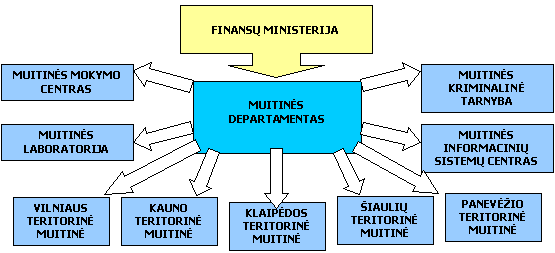 FINANSŲ MINISTERIJA
MUITINĖS MOKYMO
CENTRAS
MUITINĖS
DEPARTAMENTAS
MUITINĖS
KRIMINALINĖ
TARNYBA
MUITINĖS
LABORATORIJA
MUITINĖS
INFORMACINIŲ
SISTEMŲ CENTRAS
VILNIAUS
TERITORINĖ
MUITINĖ
KAUNO
TERITORINĖ
MUITINĖ
KLAIPĖDOS
TERITORINĖ
MUITINĖ
ŠIAULIŲ
TERITORINĖ
MUITINĖ
PANEVĖŽIO
TERITORINĖ
MUITINĖ